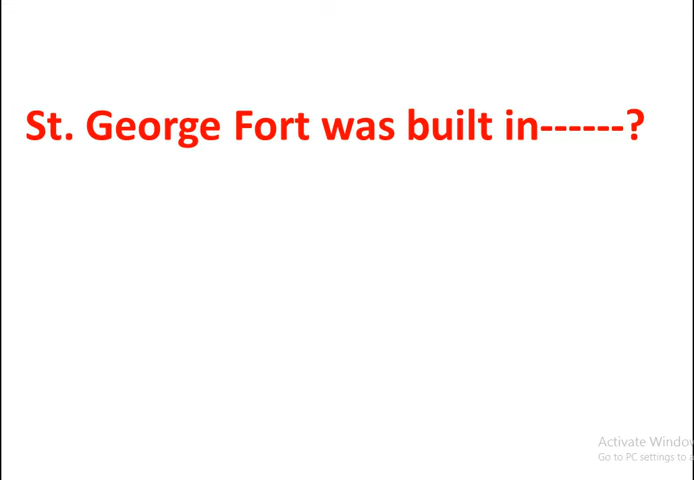 St. George Fort was built in------?
Activate Window
Go to PC settings to a